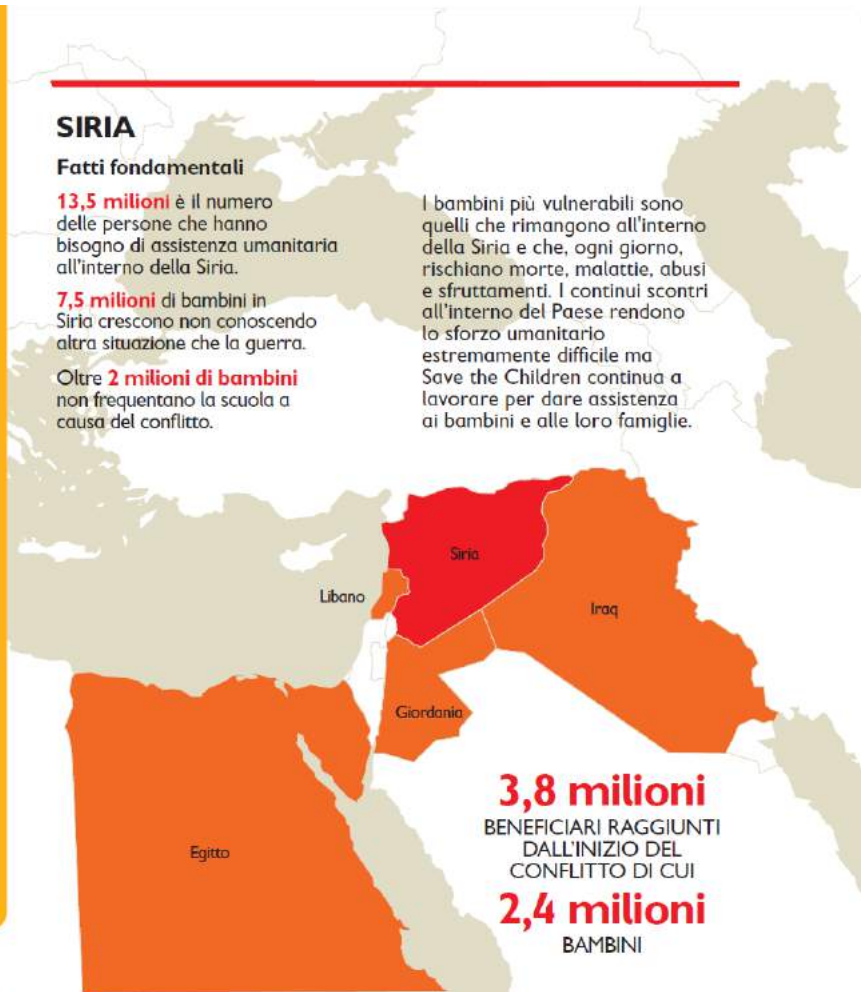 SIRIA
Fatti fondamentali
13,5 milioni è il numero
delle persone che hanno
bisogno di assistenza umanitaria
all'interno della Siria.
7,5 milioni di bambini in
Siria crescono non conoscendo
altra situazione che la guerra.
Oltre 2 milioni di bambini
non frequentano la scuola a
causa del conflitto.
I bambini più vulnerabili sono
quelli che rimangono all'interno
della Siria e che, ogni giorno,
rischiano morte, malattie, abusi
e sfruttamenti. I continui scontri
all'interno del Paese rendono
lo sforzo umanitario
estremamente difficile ma
Save the Children continua a
lavorare per dare assistenza
ai bambini e alle loro famiglie.
Siria
Libano
Iraq
Giordania
Egitto
3,8 milioni
BENEFICIARI RAGGIUNTI
DALL'INIZIO DEL
CONFLITTO DI CUI
2,4 milioni
BAMBINI